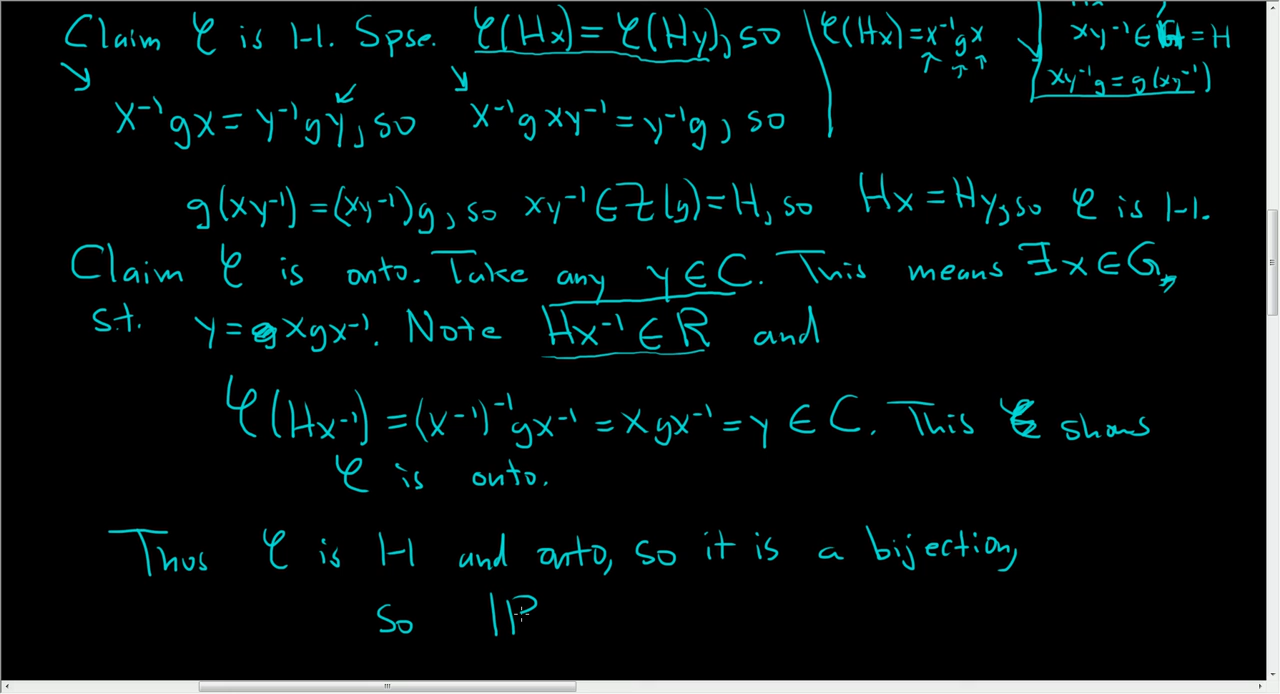 Claim φ is 1-1. Spse. φ(Hx) = φ(Hy), so
φ(Hx) = x⁻¹gx
xy⁻¹ ∈ H = H
xy⁻¹g = g(xy⁻¹)
x⁻¹gx = y⁻¹gy, so x⁻¹gxy⁻¹ = y⁻¹g, so
g(xy⁻¹) = (xy⁻¹)g, so xy⁻¹ ∈ Z(g) = H, so Hx = Hy, so φ is 1-1.
Claim φ is onto. Take any y ∈ C. This means ∃x ∈ G,
s.t. y = xgx⁻¹. Note Hx⁻¹ ∈ R and
φ(Hx⁻¹) = (x⁻¹)⁻¹gx⁻¹ = xgx⁻¹ = y ∈ C. This shows
φ is onto.
Thus φ is 1-1 and onto, so it is a bijection,
so |R